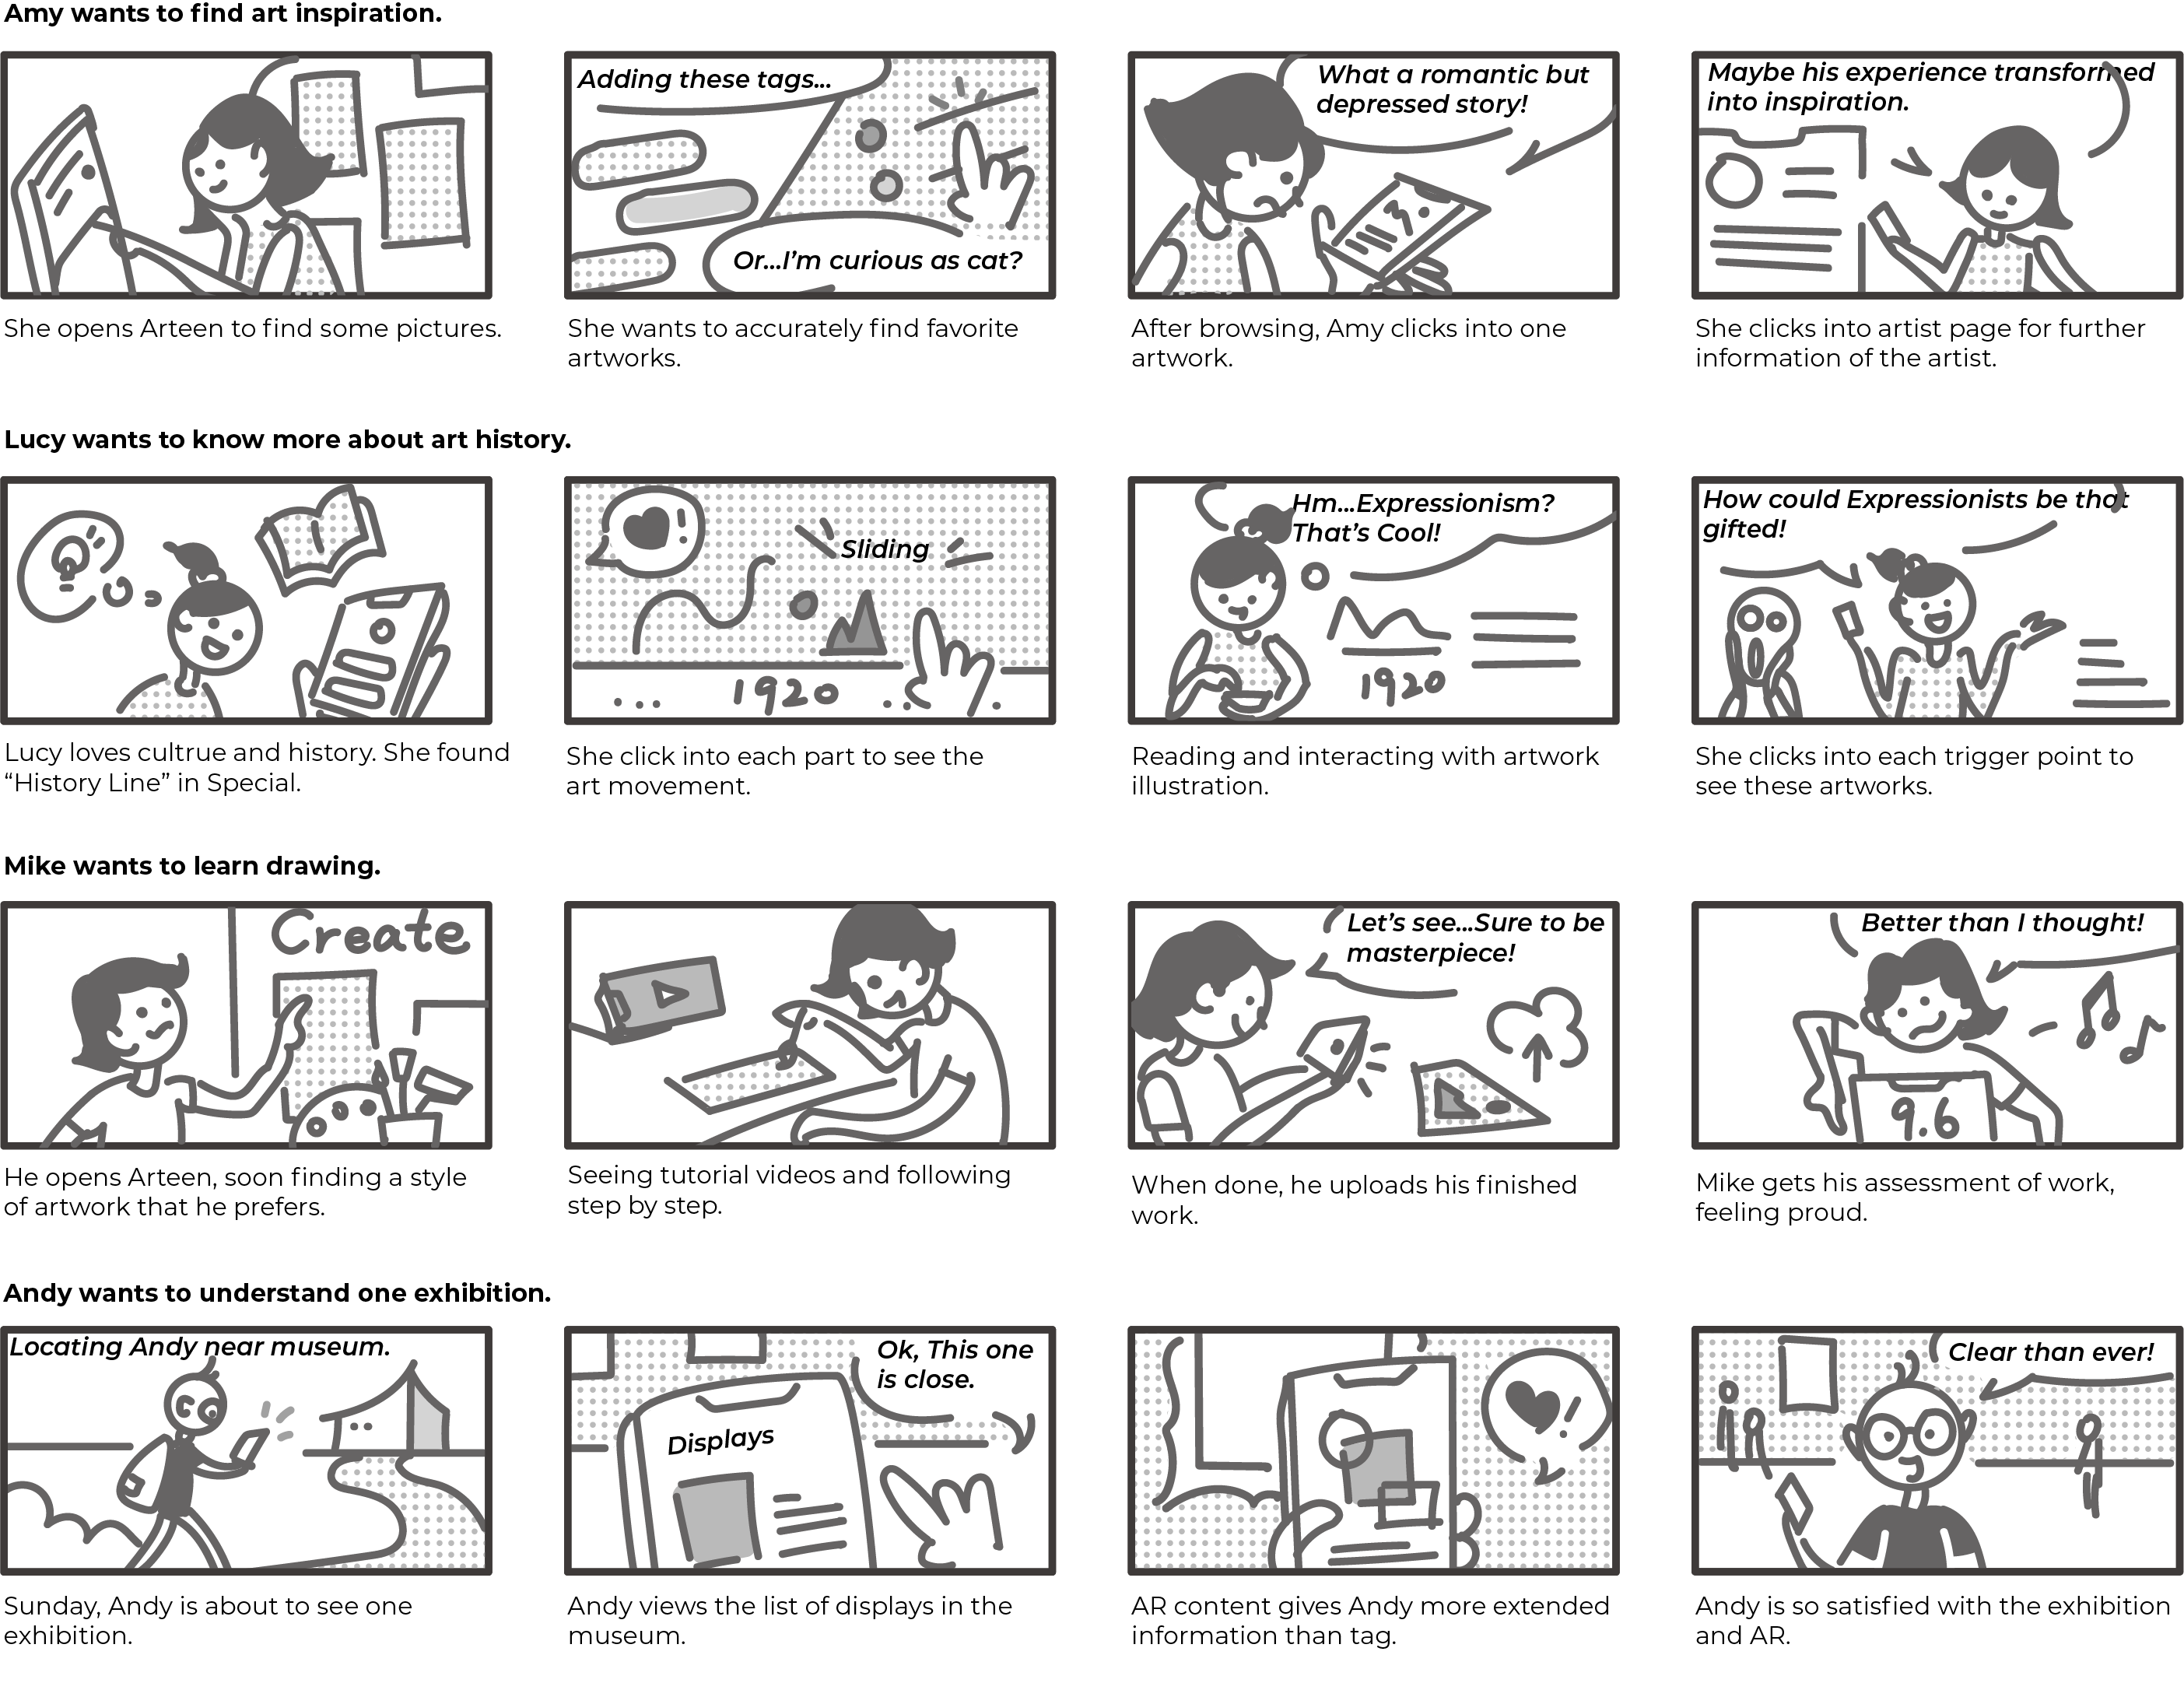 Amy wants to find art inspiration.
Adding these tags...
Or...I'm curious as cat?
What a romantic but
depressed story!
Maybe his experience transformed
into inspiration.
She opens Arteen to find some pictures.
She wants to accurately find favorite
artworks.
After browsing, Amy clicks into one
artwork.
She clicks into artist page for further
information of the artist.
Lucy wants to know more about art history.
Sliding
... 1920 ...
Hm...Expressionism?
That's Cool!
1920
How could Expressionists be that
gifted!
Lucy loves cultrue and history. She found
“History Line” in Special.
She click into each part to see the
art movement.
Reading and interacting with artwork
illustration.
She clicks into each trigger point to
see these artworks.
Mike wants to learn drawing.
Create
Let's see...Sure to be
masterpiece!
Better than I thought!
9.6
He opens Arteen, soon finding a style
of artwork that he prefers.
Seeing tutorial videos and following
step by step.
When done, he uploads his finished
work.
Mike gets his assessment of work,
feeling proud.
Andy wants to understand one exhibition.
Locating Andy near museum.
Ok, This one
is close.
Displays
Clear than ever!
Sunday, Andy is about to see one
exhibition.
Andy views the list of displays in the
museum.
AR content gives Andy more extended
information than tag.
Andy is so satisfied with the exhibition
and AR.